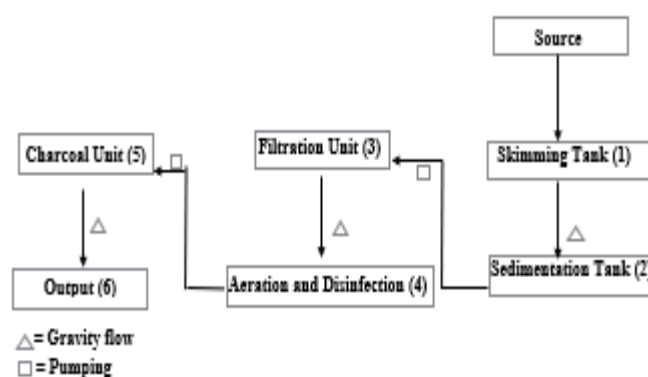 Source
Skimming Tank (1)
Sedimentation Tank (2)
Filtration Unit (3)
Aeration and Disinfection (4)
Charcoal Unit (5)
Output (6)
= Gravity flow
= Pumping